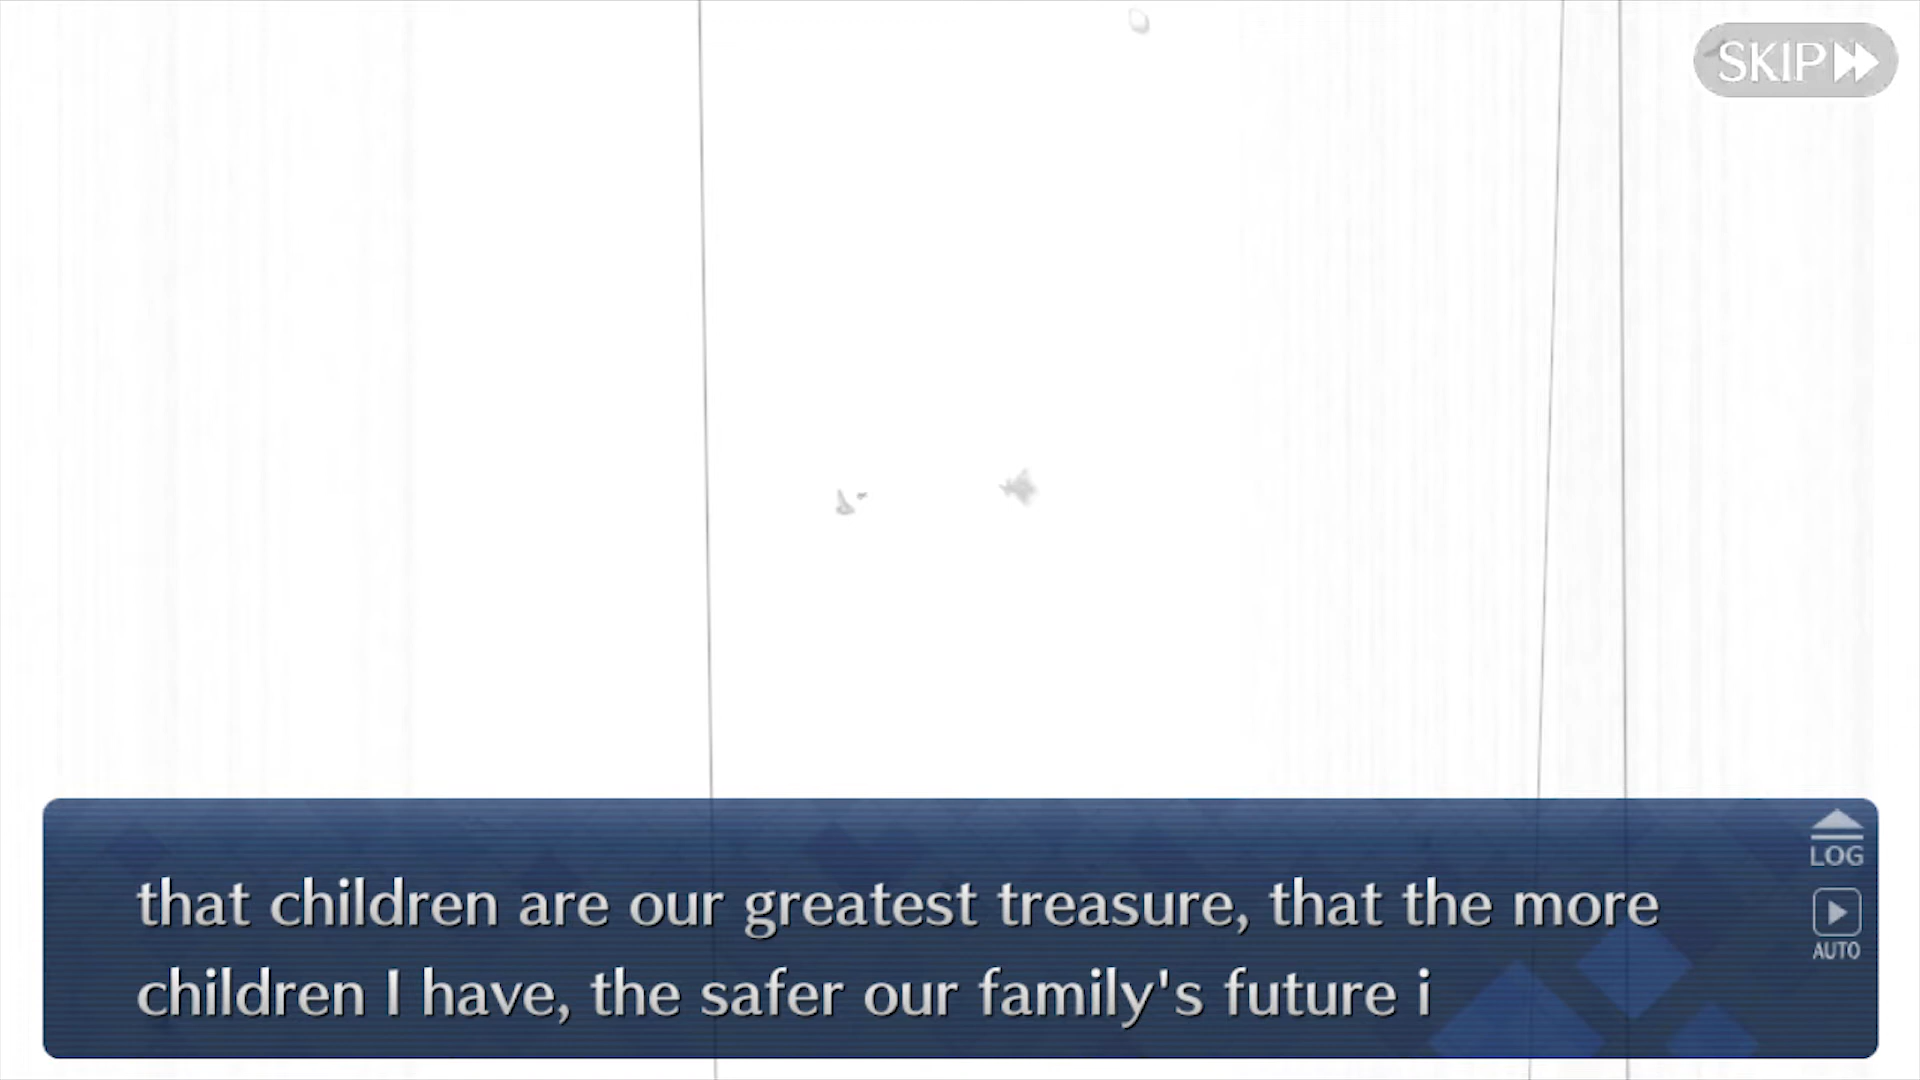 SKIP
LOG
that children are our greatest treasure, that the more
AUTO
children I have, the safer our family's future i